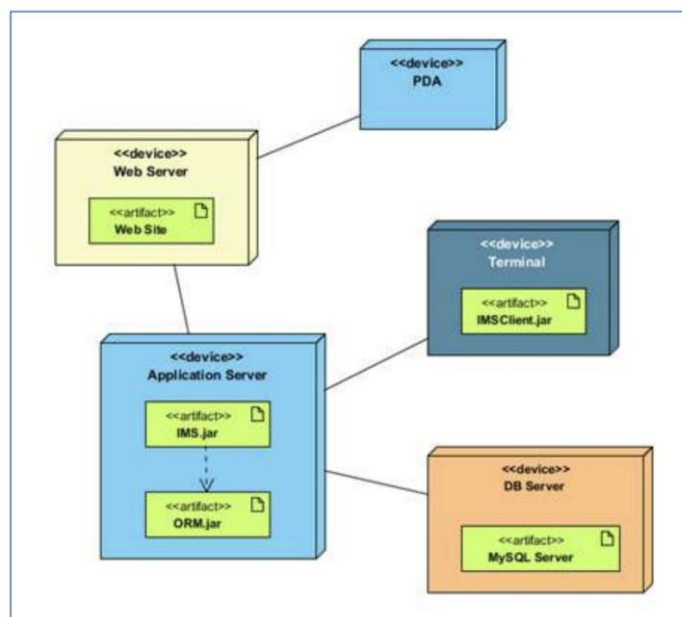 <<device>>
PDA
<<device>>
Web Server
<<artifact>>
Web Site
<<device>>
Terminal
<<artifact>>
IMSClient.jar
<<device>>
Application Server
<<artifact>>
IMS.jar
<<artifact>>
ORM.jar
<<device>>
DB Server
<<artifact>>
MySQL Server